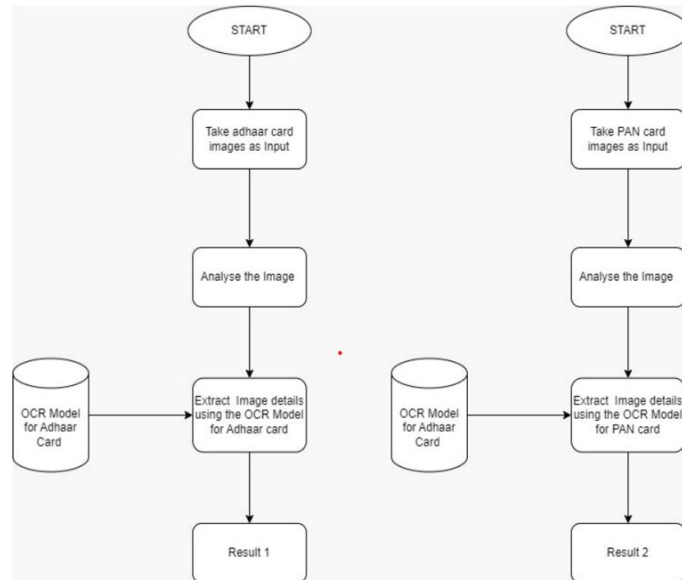 START
Take adhaar card
images as Input
Analyse the Image
OCR Model
for Adhaar
Card
Extract Image details
using the OCR Model
for Adhaar card
Result 1
START
Take PAN card
images as Input
Analyse the Image
OCR Model
for Adhaar
Card
Extract Image details
using the OCR Model
for PAN card
Result 2